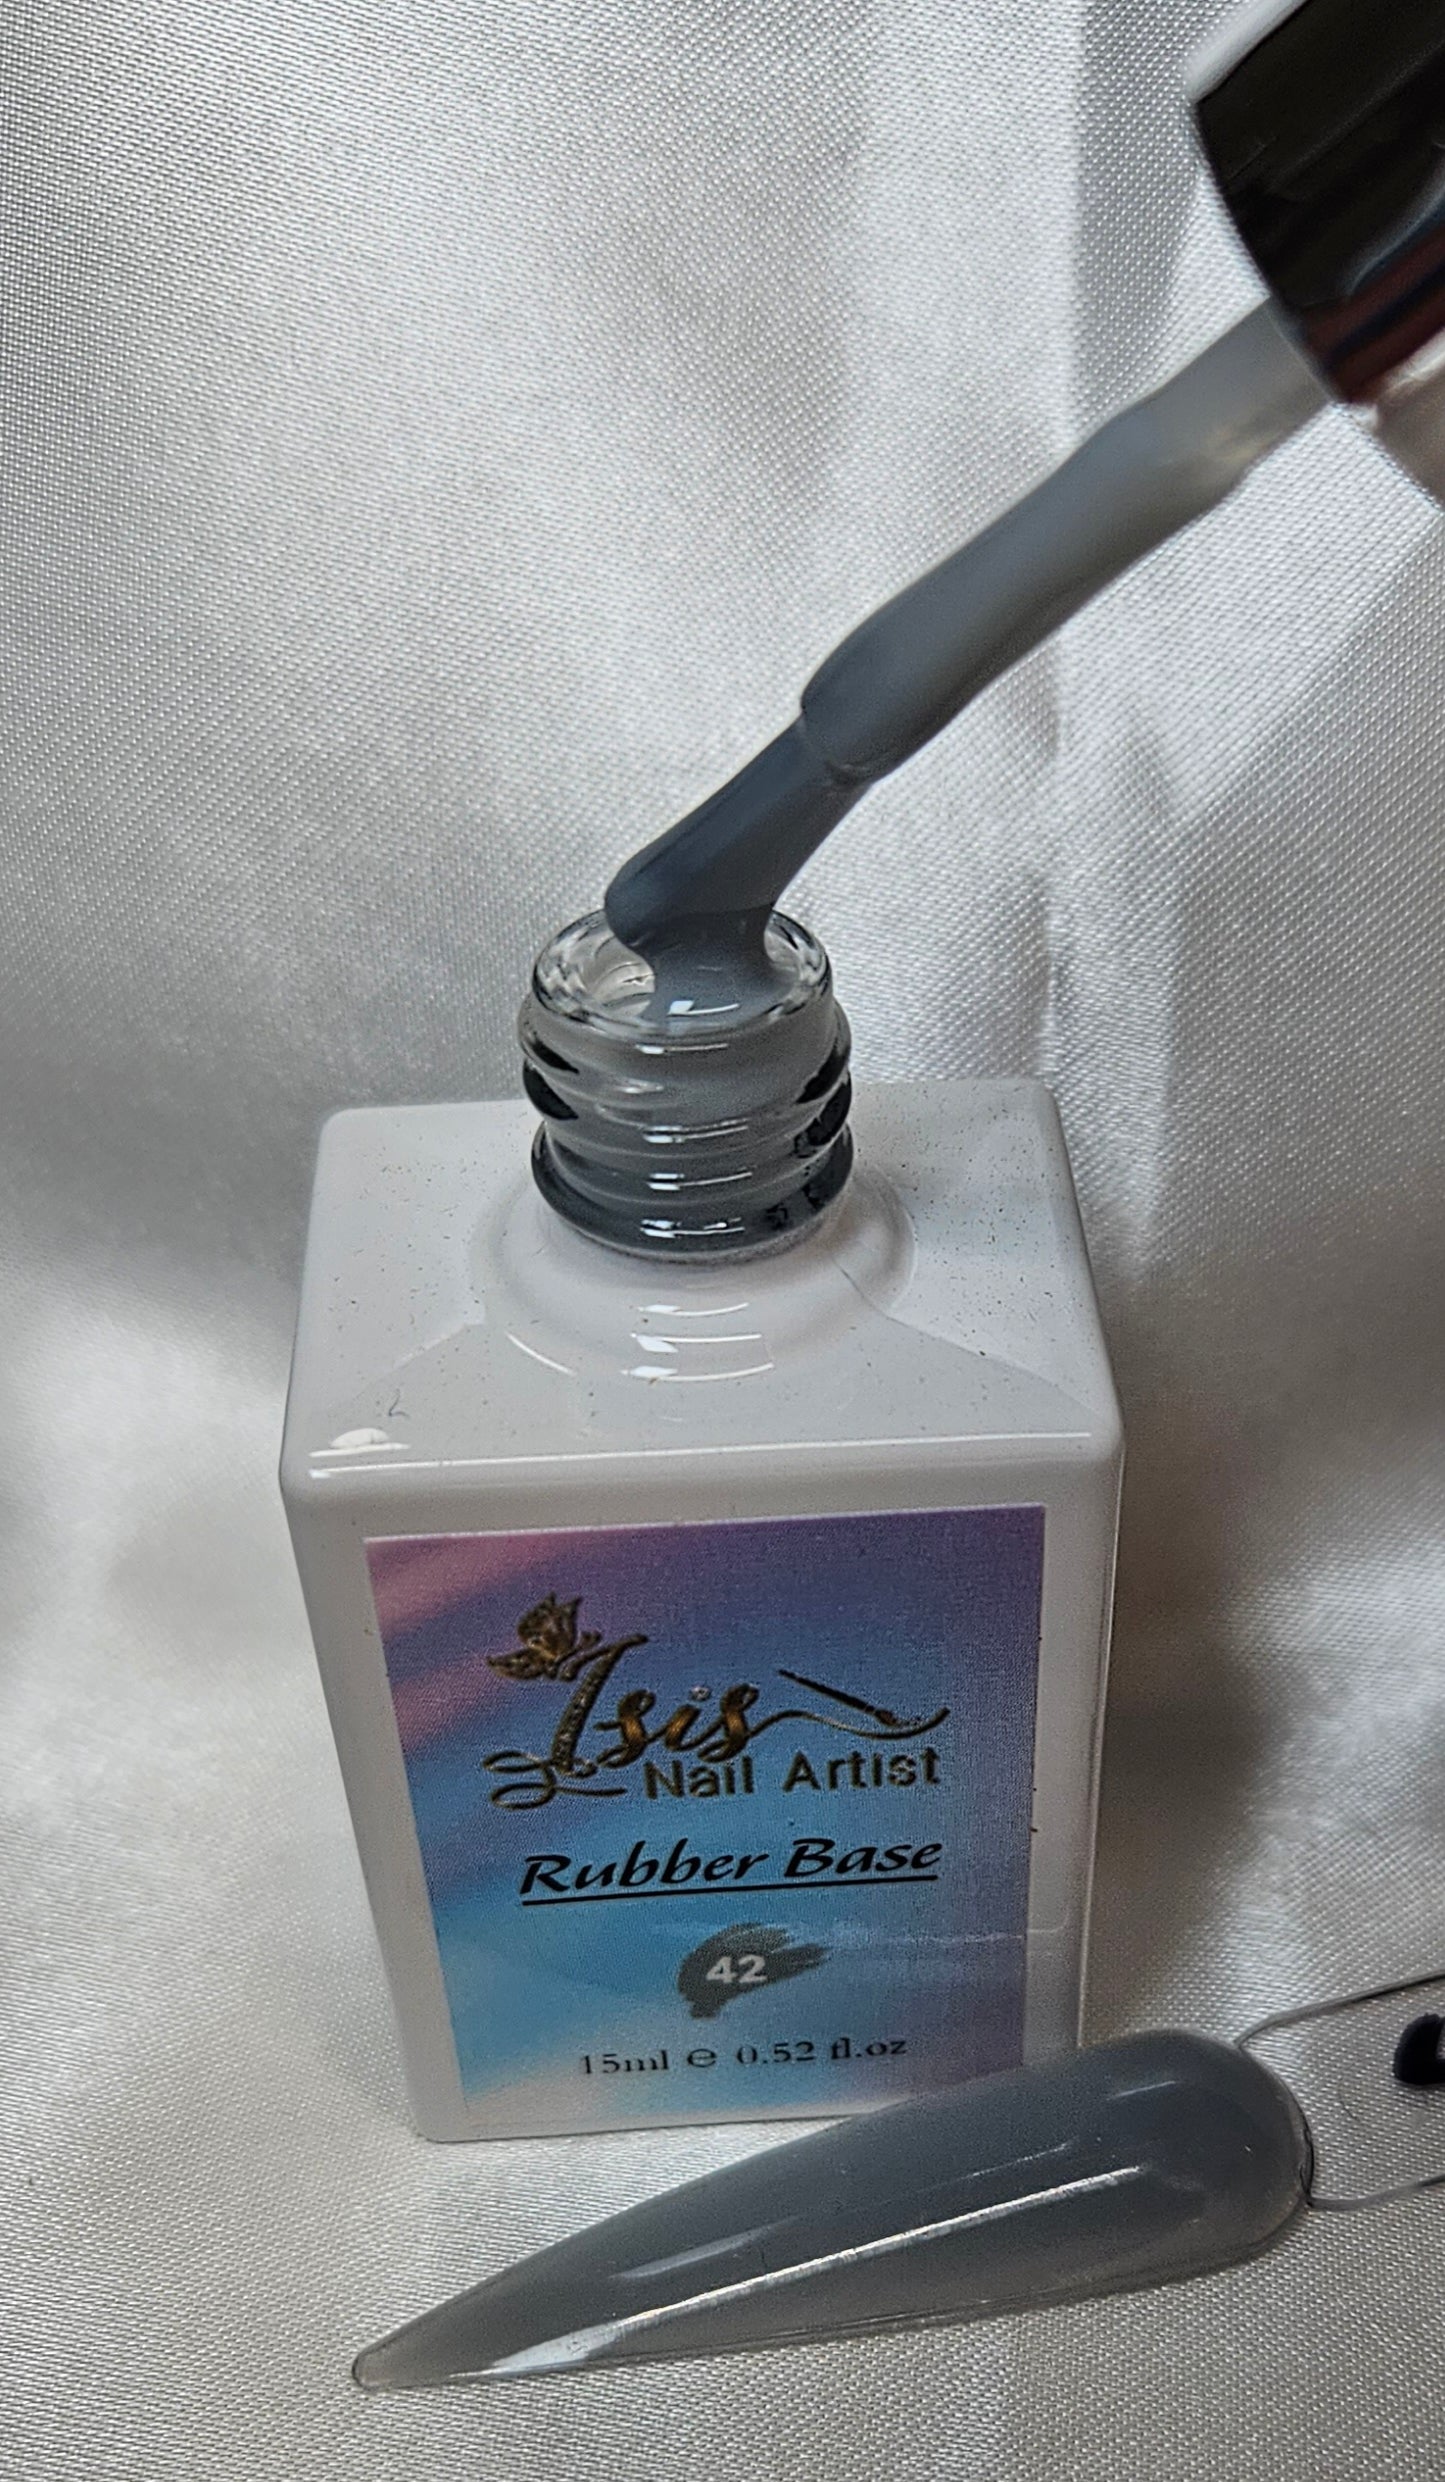 Isis
Nail Artist
Rubber Base
42
15ml ℮ 0.52 fl.oz